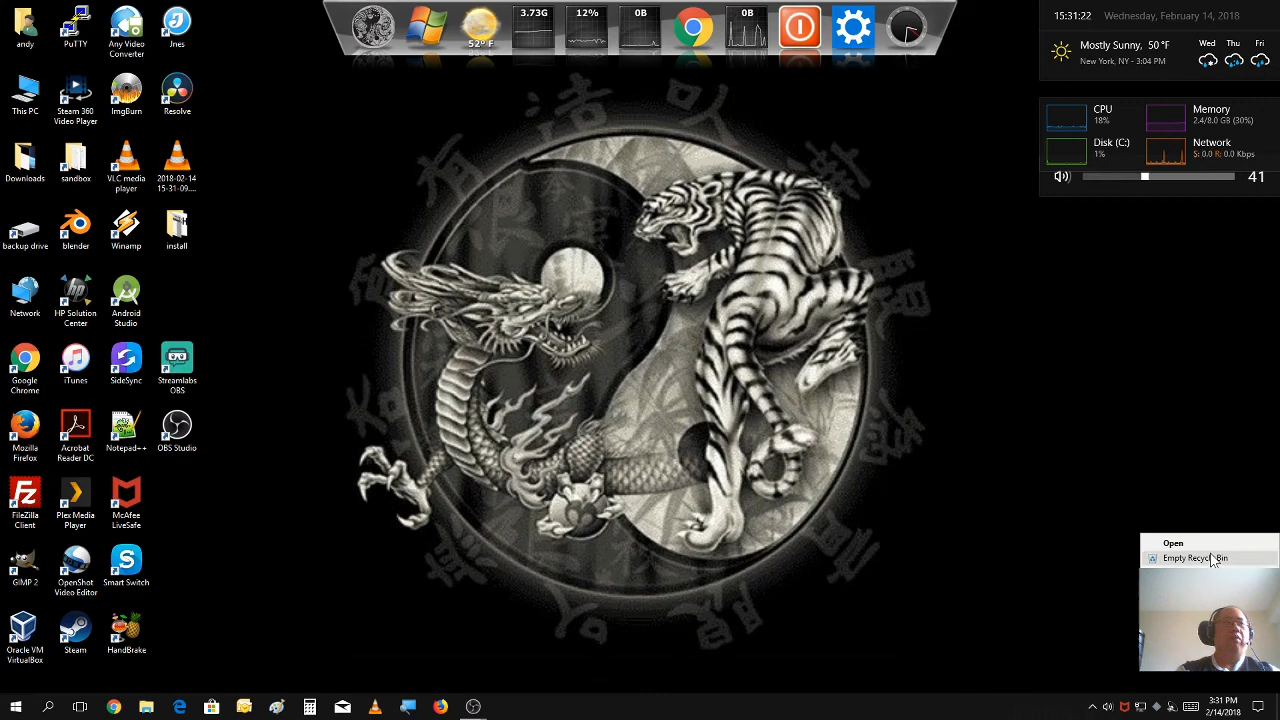 andy
PuTTY
Any Video
Converter
Jnes
This PC
Steam 360
Video Player
ImgBurn
Resolve
Downloads
sandbox
VLC media
player
2018-02-14
15-31-09....
backup drive
blender
Winamp
install
Network
HP Solution
Center
Android
Studio
Google
Chrome
iTunes
SideSync
Streamlabs
OBS
Mozilla
Firefox
Acrobat
Reader DC
Notepad++
OBS Studio
FileZilla
Client
Plex Media
Player
McAfee
LiveSafe
GIMP 2
OpenShot
Video Editor
Smart Switch
Oracle VM
VirtualBox
Steam
HandBrake
52° F
3.73G
12%
0B
0B
15:31:22 Wednesday, February 14, 2018
Mostly Sunny, 50 °F
New York, NY - 3:04 PM
Wed Thu Fri
CPU
18%
Memory
2.4/8.0 GB (30%)
Disk (C:)
1%
Network
S: 0.0 R: 0.0 Kbps
41
Open
Empty Recycle Bin
3:31 PM
2/14/2018